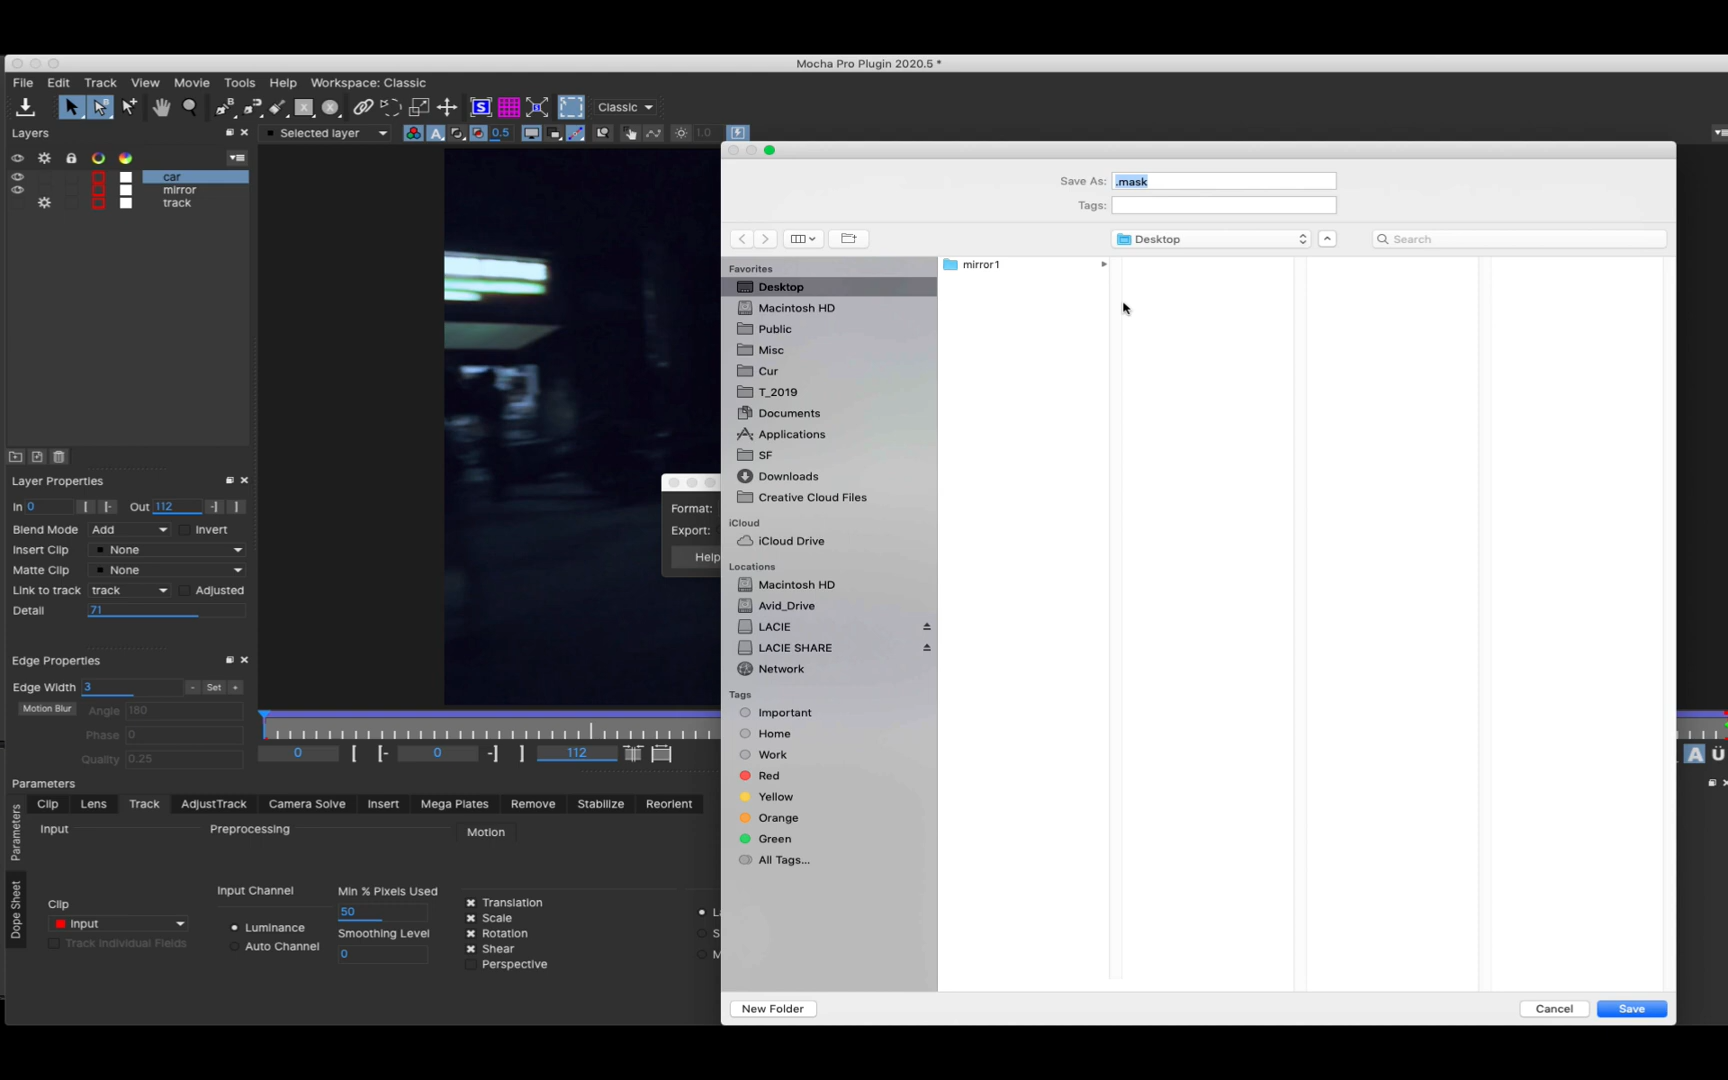 Mocha Pro Plugin 2020.5 *
File Edit Track View Movie Tools Help Workspace: Classic
Classic
Layers
Selected layer
0.5
1.0
car
mirror
track
Layer Properties
In 0 Out 112
Blend Mode Add Invert
Insert Clip None
Matte Clip None
Link to track track Adjusted
Detail 71
Edge Properties
Edge Width 3 - Set +
Motion Blur Angle 180
Phase 0
Quality 0.25
0 0 112
Parameters
Clip Lens Track AdjustTrack Camera Solve Insert Mega Plates Remove Stabilize Reorient
Parameters
Dope Sheet
Input
Clip
Input
Track Individual Fields
Preprocessing
Input Channel
Luminance
Auto Channel
Min % Pixels Used
50
Smoothing Level
0
Motion
Translation
Scale
Rotation
Shear
Perspective
Format:
Export:
Help
Save As: .mask
Tags:
Desktop
Search
Favorites
Desktop
Macintosh HD
Public
Misc
Cur
T_2019
Documents
Applications
SF
Downloads
Creative Cloud Files
iCloud
iCloud Drive
Locations
Macintosh HD
Avid_Drive
LACIE
LACIE SHARE
Network
Tags
Important
Home
Work
Red
Yellow
Orange
Green
All Tags...
mirror1
New Folder
Cancel
Save